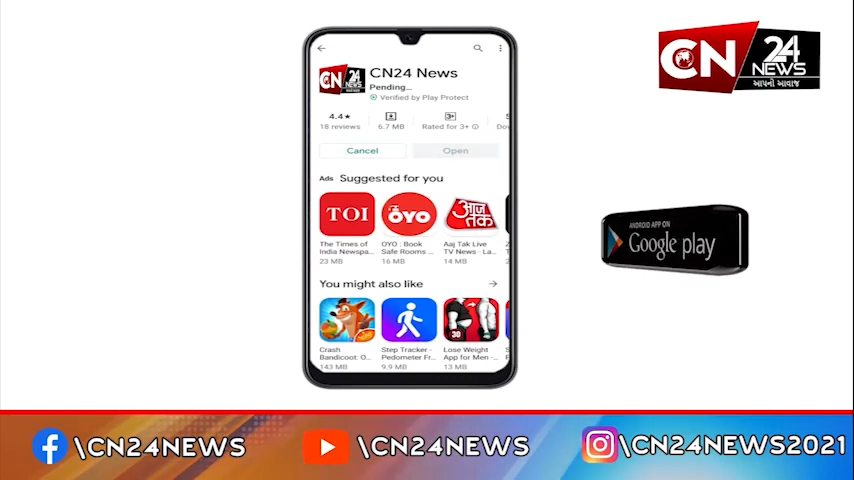 CN24 News
Pending...
Verified by Play Protect
4.4★
18 reviews
6.7 MB
3+
Rated for 3+
Cancel
Open
Ads Suggested for you
TOI
The Times of
India Newspa..
23 MB
OYO
OYO : Book
Safe Rooms ..
16 MB
आज
तक
Aaj Tak Live
TV News - La..
14 MB
You might also like
Crash
Bandicoot: O..
143 MB
Step Tracker -
Pedometer Fr..
9.9 MB
30
Lose Weight
App for Men -..
13 MB
CN 24
NEWS
આપનો અવાજ
ANDROID APP ON
Google play
\CN24NEWS
\CN24NEWS
\CN24NEWS2021